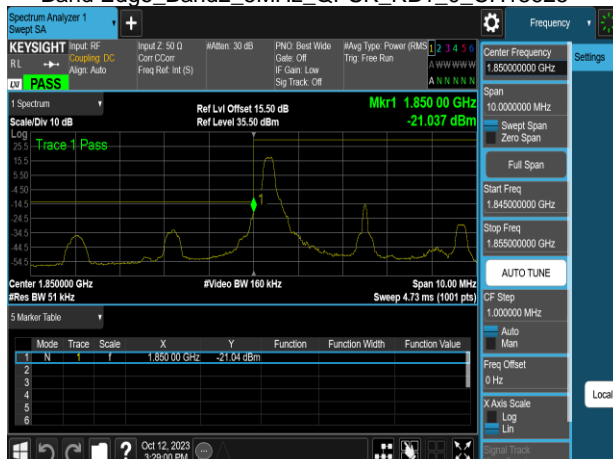 Spectrum Analyzer 1
Swept SA
Frequency
KEYSIGHT
RL
Input: RF
Coupling: DC
Align: Auto
Input Z: 50 Ω
Corr CCorr
Freq Ref: Int (S)
#Atten: 30 dB
PNO: Best Wide
Gate: Off
IF Gain: Low
Sig Track: Off
#Avg Type: Power (RMS
Trig: Free Run
1 2 3 4 5 6
A W W W W W
A N N N N N
PASS
1 Spectrum
Scale/Div 10 dB
Ref Lvl Offset 15.50 dB
Ref Level 35.50 dBm
Mkr1 1.850 00 GHz
-21.037 dBm
Log
Trace 1 Pass
25.5
15.5
5.50
-4.50
-14.5
-24.5
-34.5
-44.5
-54.5
1
Center 1.850000 GHz
#Res BW 51 kHz
#Video BW 160 kHz
Span 10.00 MHz
Sweep 4.73 ms (1001 pts)
5 Marker Table
Mode Trace Scale X Y Function Function Width Function Value
1 N 1 f 1.850 00 GHz -21.04 dBm
2
3
4
5
6
Oct 12, 2023
3:29:00 PM
Center Frequency
1.850000000 GHz
Settings
Span
10.0000000 MHz
Swept Span
Zero Span
Full Span
Start Freq
1.845000000 GHz
Stop Freq
1.855000000 GHz
AUTO TUNE
CF Step
1.000000 MHz
Auto
Man
Freq Offset
0 Hz
X Axis Scale
Log
Lin
Signal Track
Local